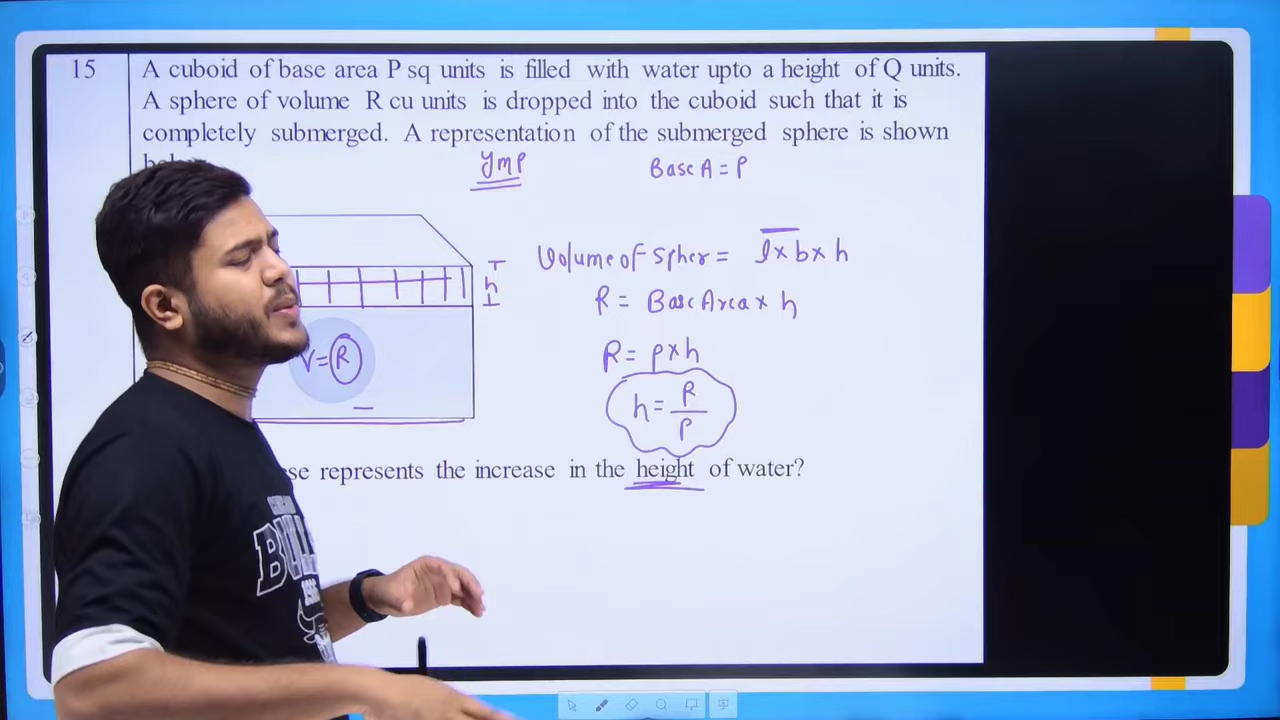 15 A cuboid of base area P sq units is filled with water upto a height of Q units.
A sphere of volume R cu units is dropped into the cuboid such that it is
completely submerged. A representation of the submerged sphere is shown
ymp
Base A = P
Volume of Spher = l x b x h
h
R = Base Area x h
V = R
R = P x h
h = R/P
represents the increase in the height of water?